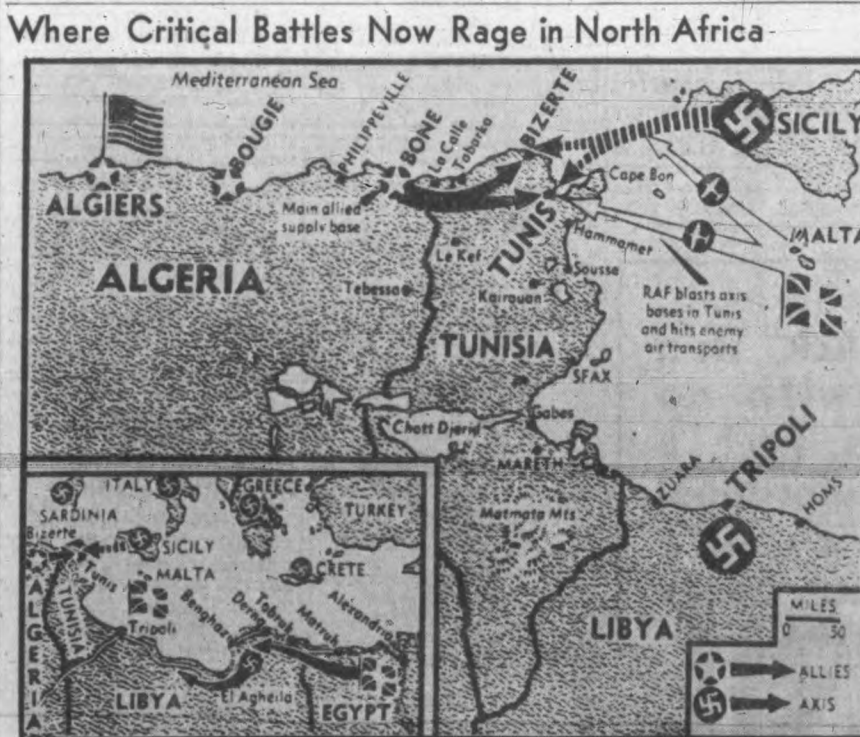 Where Critical Battles Now Rage in North Africa
Mediterranean Sea
SICILY
ALGIERS
BOUGIE
PHILIPPEVILLE
BONE
La Calle
Tabarka
BIZERTE
Cape Bon
Main allied
supply base
TUNIS
Hammamet
MALTA
Le Kef
Sousse
ALGERIA
Tebessa
Kairouan
RAF blasts axis
bases in Tunis
and hits enemy
air transports
TUNISIA
SFAX
Gabes
Chott Djerid
MARETH
ZUARA
TRIPOLI
HOMS
Matmata Mts.
LIBYA
MILES
0 50
ALLIES
AXIS
ITALY
GREECE
TURKEY
SARDINIA
Bizerte
SICILY
Tunis
MALTA
CRETE
ALGERIA
TUNISIA
Tripoli
Benghazi
Derna
Tobruk
Matruh
Alexandria
LIBYA
El Agheila
EGYPT